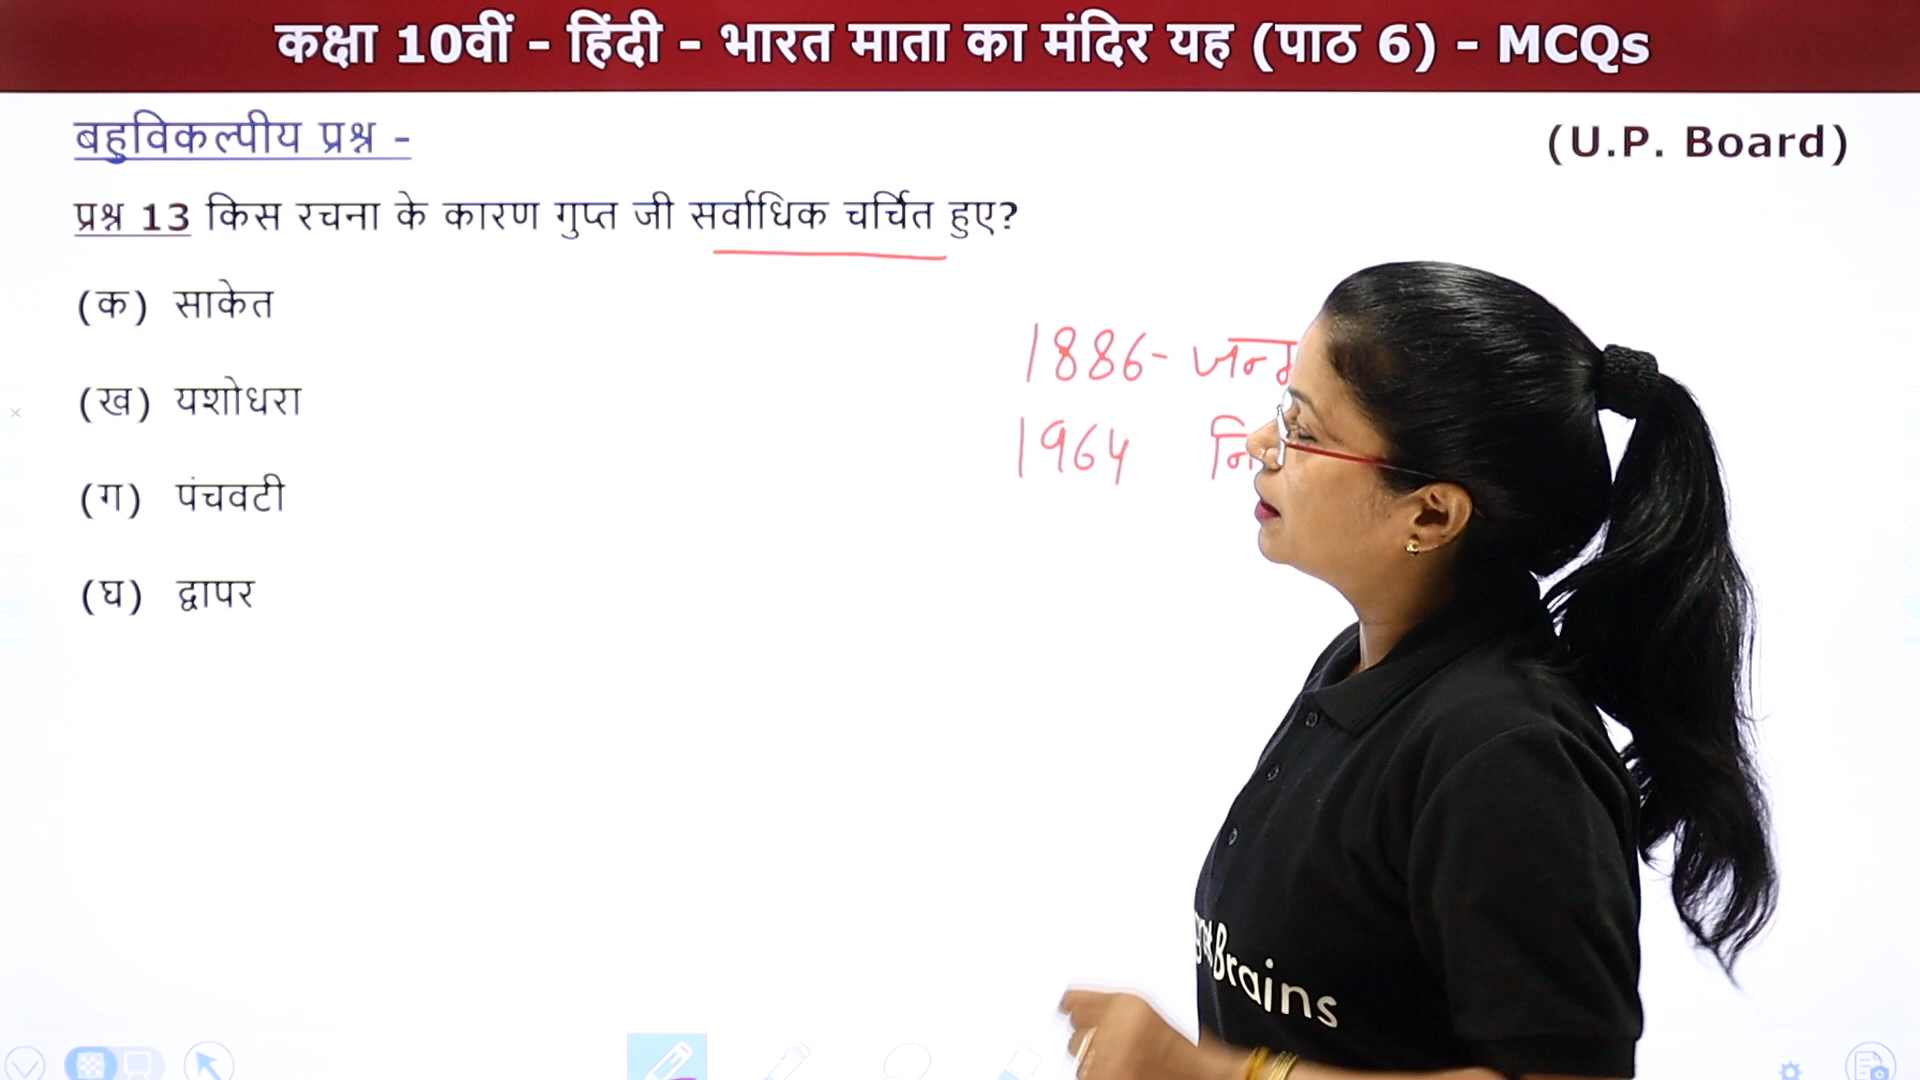 कक्षा 10वीं - हिंदी - भारत माता का मंदिर यह (पाठ 6) - MCQs
बहुविकल्पीय प्रश्न -
(U.P. Board)
प्रश्न 13 किस रचना के कारण गुप्त जी सर्वाधिक चर्चित हुए?
(क) साकेत
(ख) यशोधरा
(ग) पंचवटी
(घ) द्वापर
1886- जन्म
1964
Brains